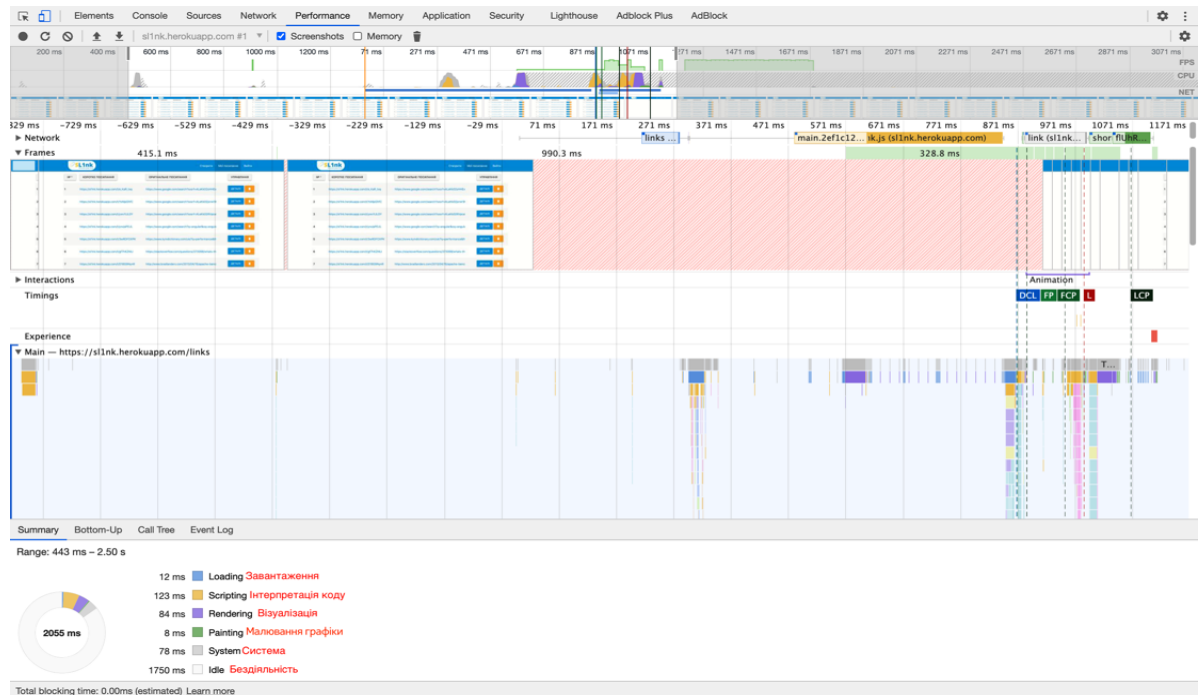 Elements Console Sources Network Performance Memory Application Security Lighthouse Adblock Plus AdBlock
sl1nk.herokuapp.com #1 Screenshots Memory
200 ms 400 ms 600 ms 800 ms 1000 ms 1200 ms 71 ms 271 ms 471 ms 671 ms 871 ms 1071 ms 1471 ms 1671 ms 1871 ms 2071 ms 2271 ms 2471 ms 2671 ms 2871 ms 3071 ms
FPS
CPU
NET
329 ms −729 ms −629 ms −529 ms −429 ms −329 ms −229 ms −129 ms −29 ms 71 ms 171 ms 271 ms 371 ms 471 ms 571 ms 671 ms 771 ms 871 ms 971 ms 1071 ms 1171 ms
Network links ... main.2ef1c12... ik.js (sl1nk.herokuapp.com) link (sl1nk... shor flUhR...
Frames 415.1 ms 990.3 ms 328.8 ms
Interactions Animation
Timings DCL FP FCP L LCP
Experience
Main — https://sl1nk.herokuapp.com/links
T...
Summary Bottom-Up Call Tree Event Log
Range: 443 ms – 2.50 s
12 ms Loading Завантаження
123 ms Scripting Інтерпретація коду
84 ms Rendering Візуалізація
2055 ms
8 ms Painting Малювання графіки
78 ms System Система
1750 ms Idle Бездіяльність
Total blocking time: 0.00ms (estimated) Learn more